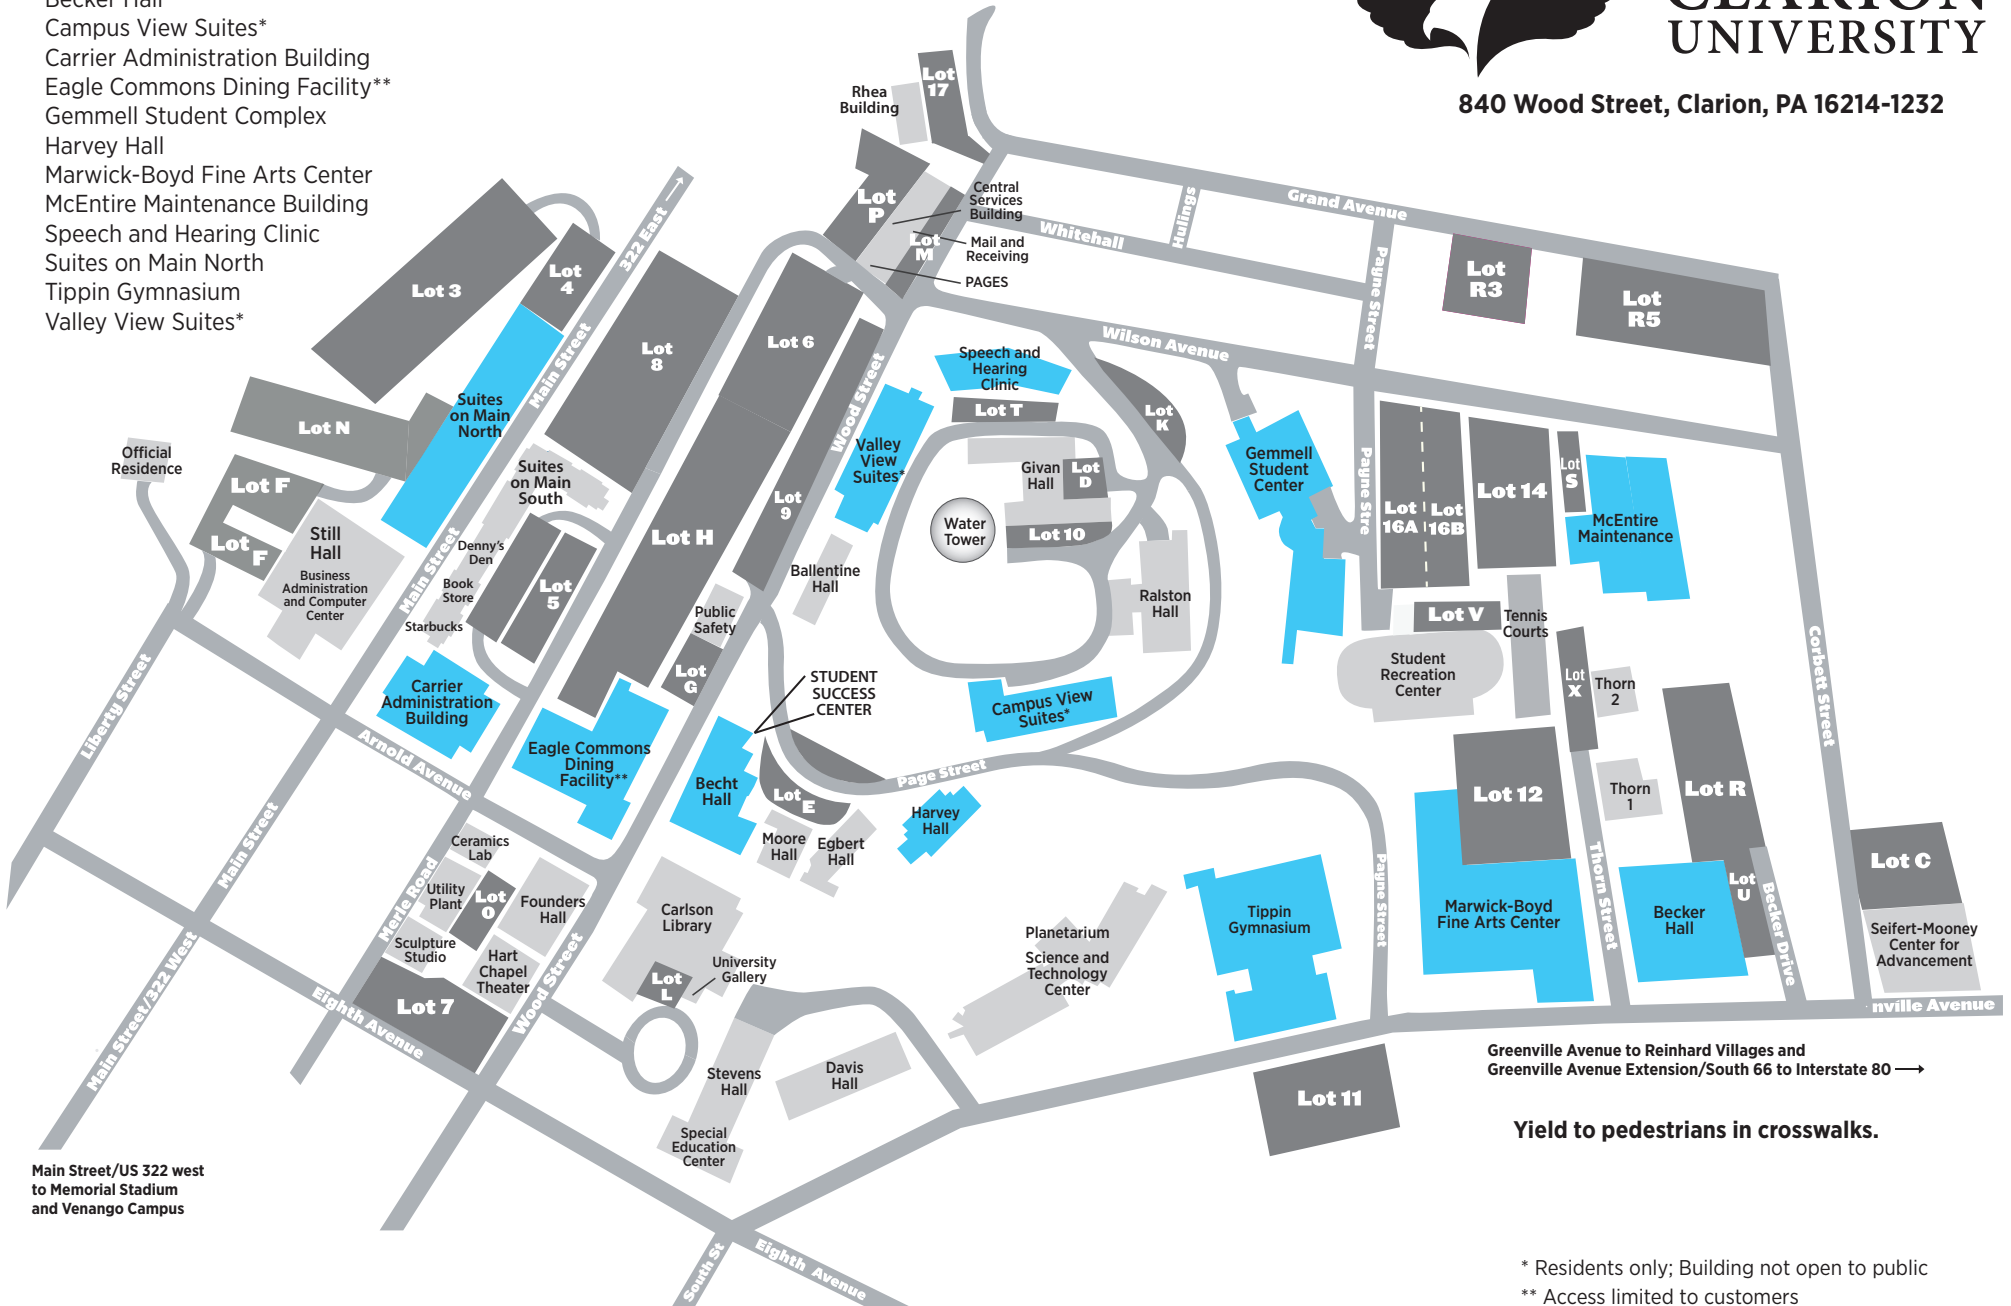 Becker Hall
Campus View Suites*
Carrier Administration Building
Eagle Commons Dining Facility**
Gemmell Student Complex
Harvey Hall
Marwick-Boyd Fine Arts Center
McEntire Maintenance Building
Speech and Hearing Clinic
Suites on Main North
Tippin Gymnasium
Valley View Suites*
CLARION
UNIVERSITY
840 Wood Street, Clarion, PA 16214-1232
Rhea
Building
Lot
17
Lot
P
Central
Services
Building
Lot
M
Mail and
Receiving
PAGES
Whitehall
Hulings
Grand Avenue
Payne Street
Lot
R3
Lot
R5
322 East
Lot 3
Lot
4
Lot
8
Lot 6
Main Street
Wood Street
Wilson Avenue
Speech and
Hearing
Clinic
Lot T
Lot
K
Lot N
Suites
on Main
North
Official
Residence
Lot F
Lot
F
Still
Hall
Business
Administration
and Computer
Center
Suites
on Main
South
Denny's
Den
Book
Store
Starbucks
Main Street
Lot
5
Lot H
Lot
9
Valley
View
Suites*
Givan
Hall
Lot
D
Water
Tower
Lot 10
Gemmell
Student
Center
Payne Stre
Lot
16A
Lot
16B
Lot 14
Lot
S
McEntire
Maintenance
Ballentine
Hall
Ralston
Hall
Public
Safety
Lot
G
Lot V
Tennis
Courts
Student
Recreation
Center
Lot
X
Thorn
2
Corbett Street
Liberty Street
Carrier
Administration
Building
Arnold Avenue
Eagle Commons
Dining
Facility**
STUDENT
SUCCESS
CENTER
Becht
Hall
Campus View
Suites*
Page Street
Lot
E
Harvey
Hall
Moore
Hall
Egbert
Hall
Lot 12
Thorn
1
Lot R
Main Street
Merle Road
Ceramics
Lab
Utility
Plant
Lot
O
Founders
Hall
Sculpture
Studio
Hart
Chapel
Theater
Carlson
Library
Lot
L
University
Gallery
Planetarium
Science and
Technology
Center
Tippin
Gymnasium
Payne Street
Marwick-Boyd
Fine Arts Center
Thorn Street
Becker
Hall
Lot
U
Becker Drive
Lot C
Seifert-Mooney
Center for
Advancement
nville Avenue
Main Street/322 West
Eighth Avenue
Lot 7
Wood Street
Stevens
Hall
Davis
Hall
Special
Education
Center
Lot 11
Greenville Avenue to Reinhard Villages and
Greenville Avenue Extension/South 66 to Interstate 80
Yield to pedestrians in crosswalks.
Main Street/US 322 west
to Memorial Stadium
and Venango Campus
South St
Eighth Avenue
* Residents only; Building not open to public
** Access limited to customers